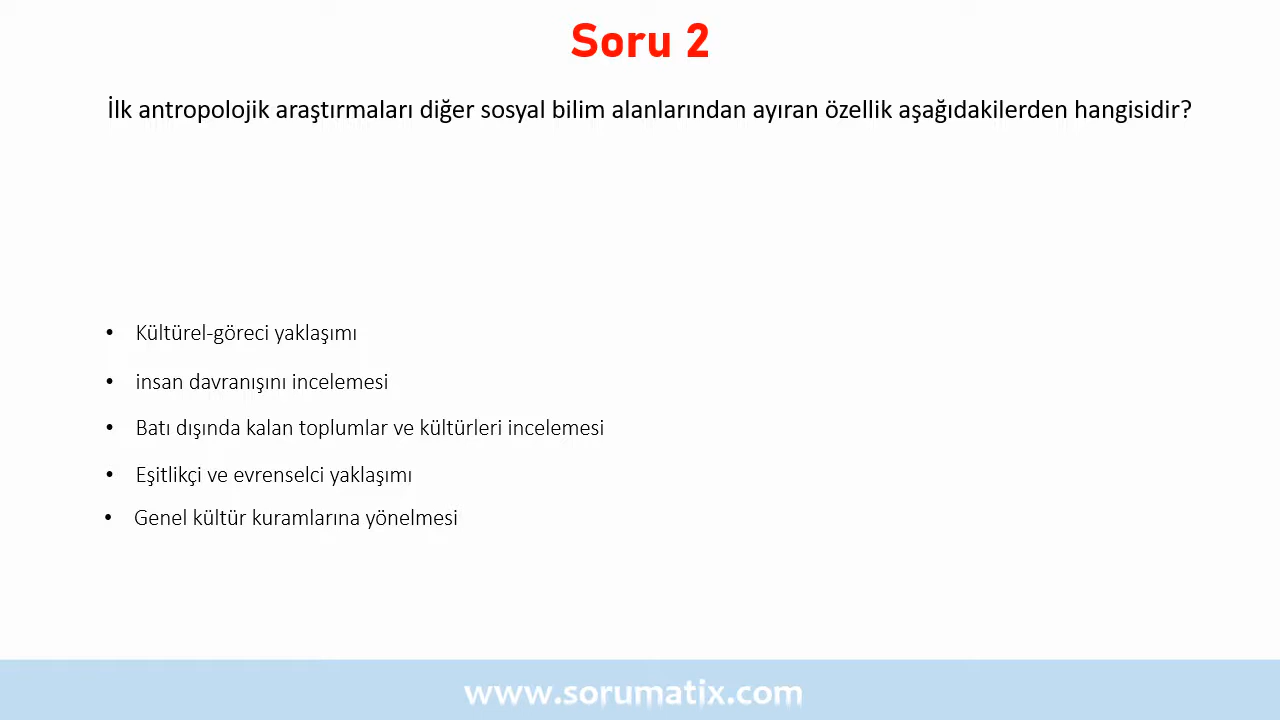 Soru 2
İlk antropolojik araştırmaları diğer sosyal bilim alanlarından ayıran özellik aşağıdakilerden hangisidir?
• Kültürel-göreci yaklaşımı
• insan davranışını incelemesi
• Batı dışında kalan toplumlar ve kültürleri incelemesi
• Eşitlikçi ve evrenselci yaklaşımı
• Genel kültür kuramlarına yönelmesi
www.sorumatix.com